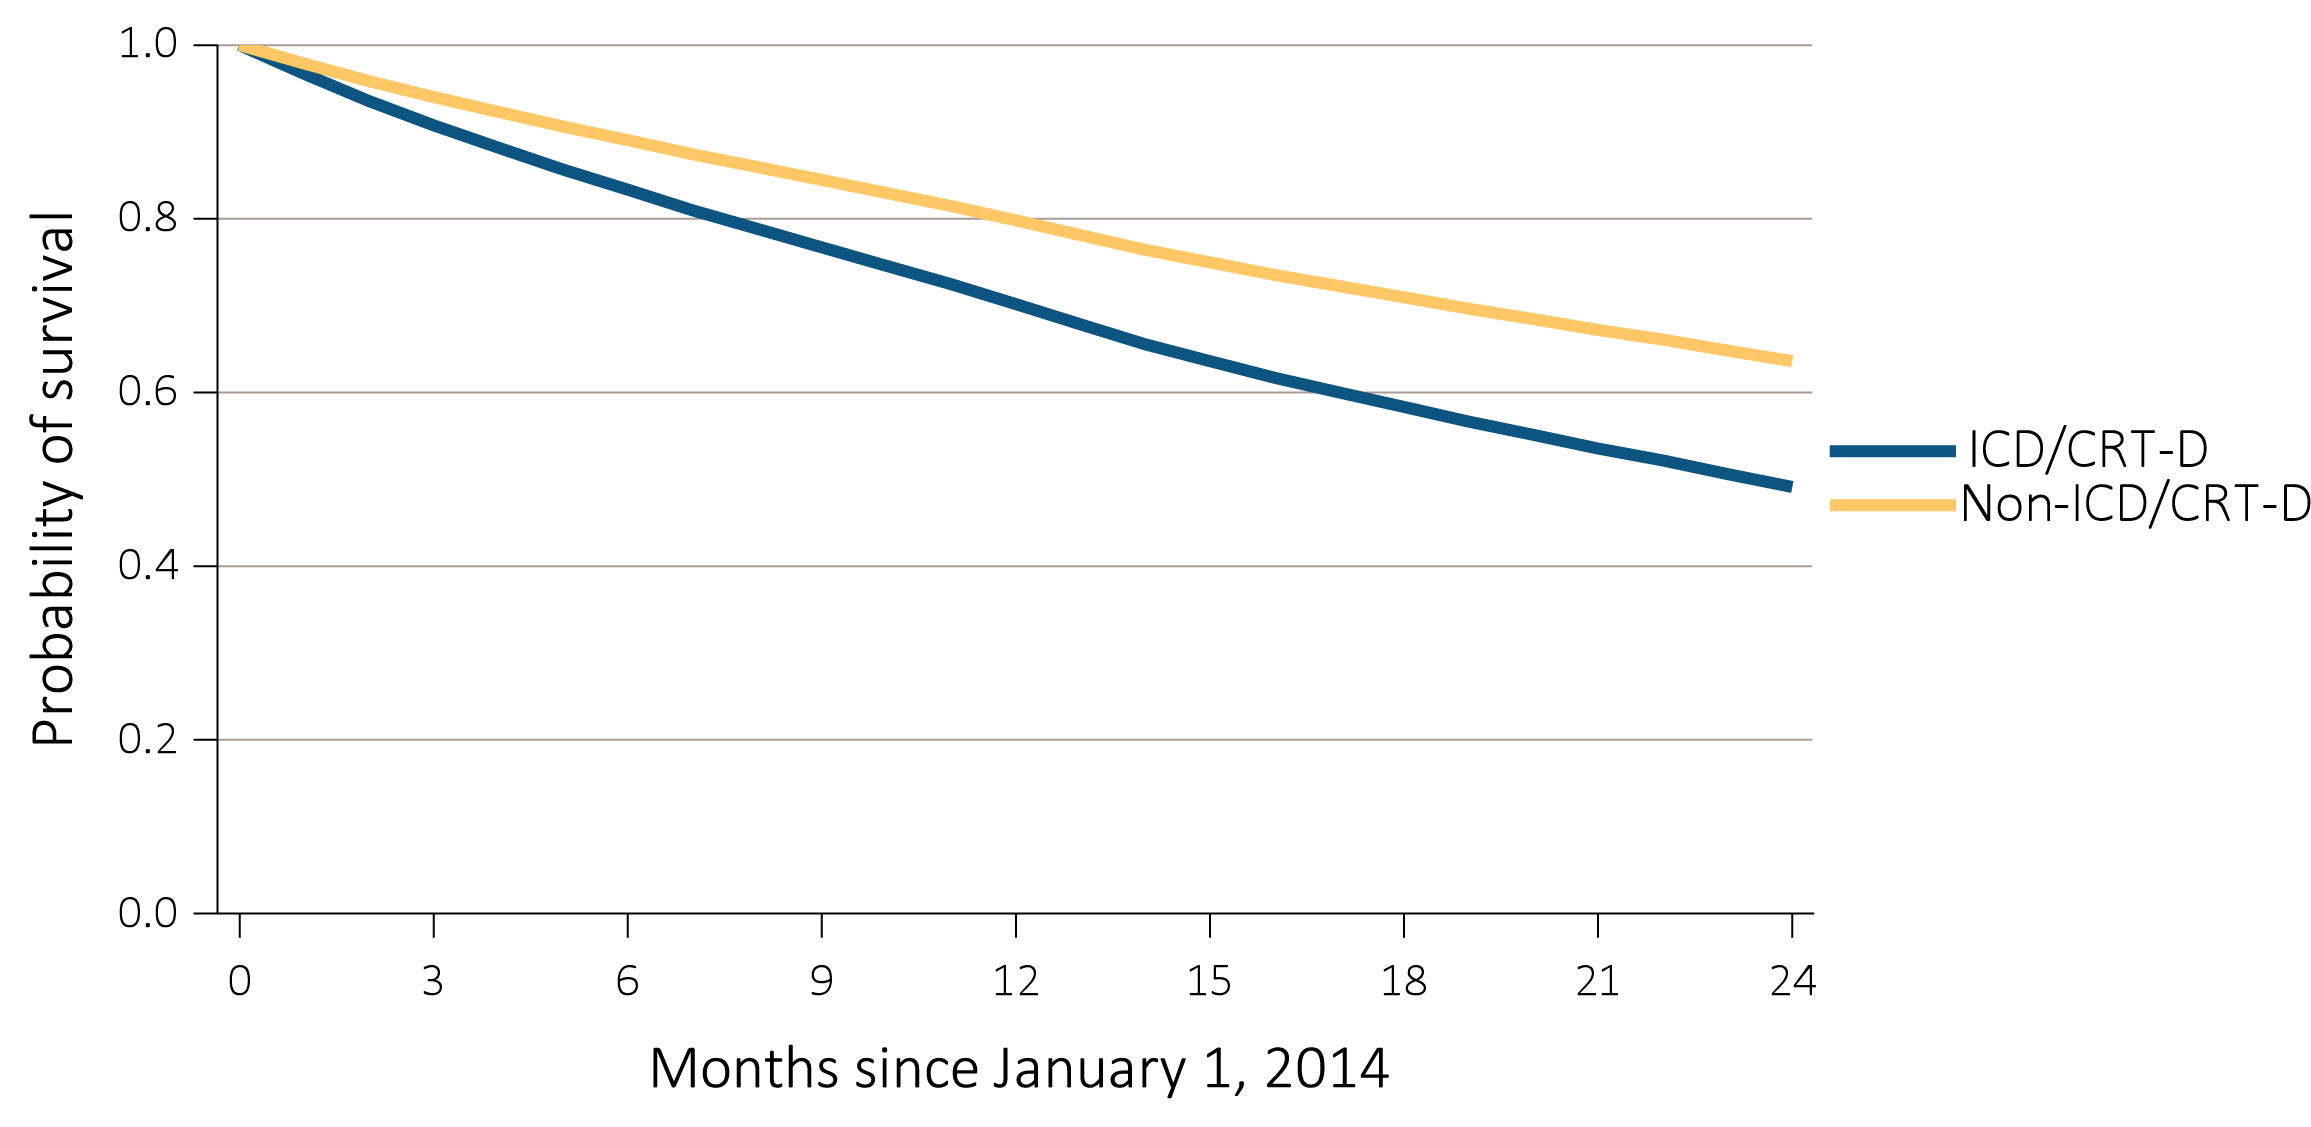 Probability of survival
1.0
0.8
0.6
0.4
0.2
0.0
0 3 6 9 12 15 18 21 24
Months since January 1, 2014
ICD/CRT-D
Non-ICD/CRT-D